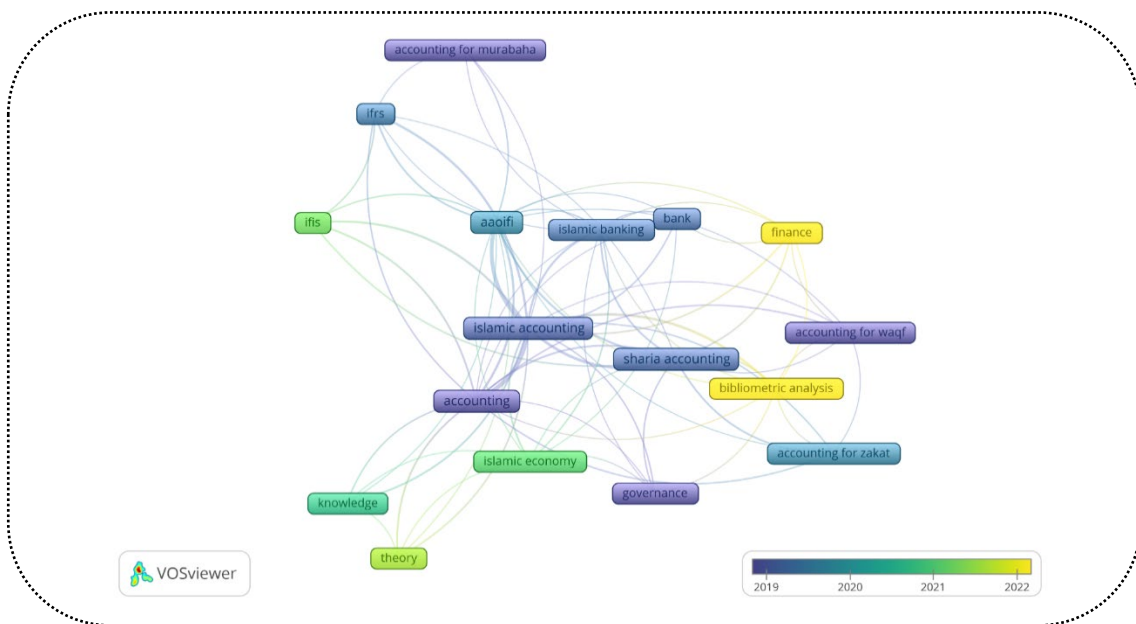 accounting for murabaha
ifrs
ifis
aaoifi
islamic banking
bank
finance
islamic accounting
accounting for waqf
sharia accounting
bibliometric analysis
accounting
accounting for zakat
islamic economy
governance
knowledge
theory
VOSviewer
2019 2020 2021 2022